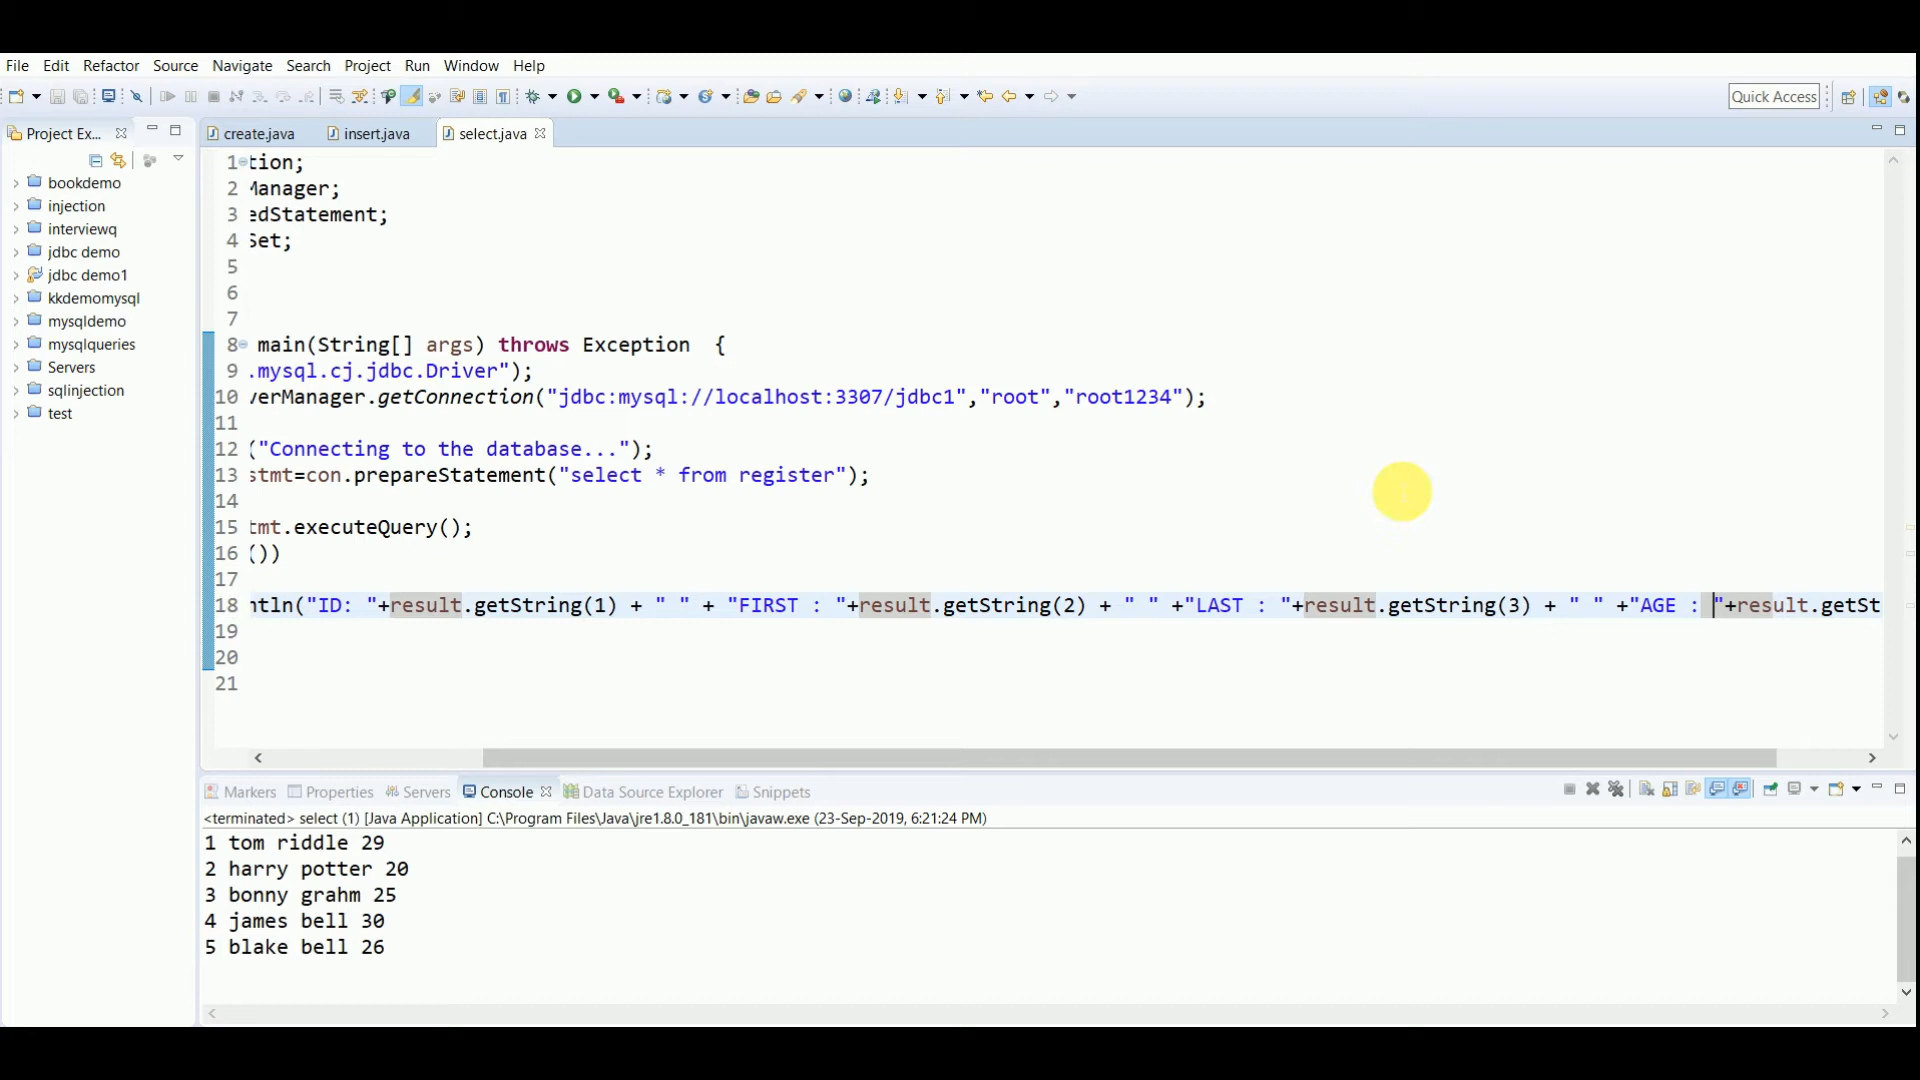 File Edit Refactor Source Navigate Search Project Run Window Help
Quick Access
Project Ex...
create.java insert.java select.java
bookdemo
injection
interviewq
jdbc demo
jdbc demo1
kkdemomysql
mysqldemo
mysqlqueries
Servers
sqlinjection
test
1 tion;
2 Manager;
3 edStatement;
4 Set;
5
6
7
8 main(String[] args) throws Exception {
9 .mysql.cj.jdbc.Driver");
10 verManager.getConnection("jdbc:mysql://localhost:3307/jdbc1","root","root1234");
11
12 ("Connecting to the database...");
13 stmt=con.prepareStatement("select * from register");
14
15 tmt.executeQuery();
16 ())
17
18 ntln("ID: "+result.getString(1) + " " + "FIRST : "+result.getString(2) + " " +"LAST : "+result.getString(3) + " " +"AGE : "+result.getSt
19
20
21
Markers Properties Servers Console Data Source Explorer Snippets
<terminated> select (1) [Java Application] C:\Program Files\Java\jre1.8.0_181\bin\javaw.exe (23-Sep-2019, 6:21:24 PM)
1 tom riddle 29
2 harry potter 20
3 bonny grahm 25
4 james bell 30
5 blake bell 26